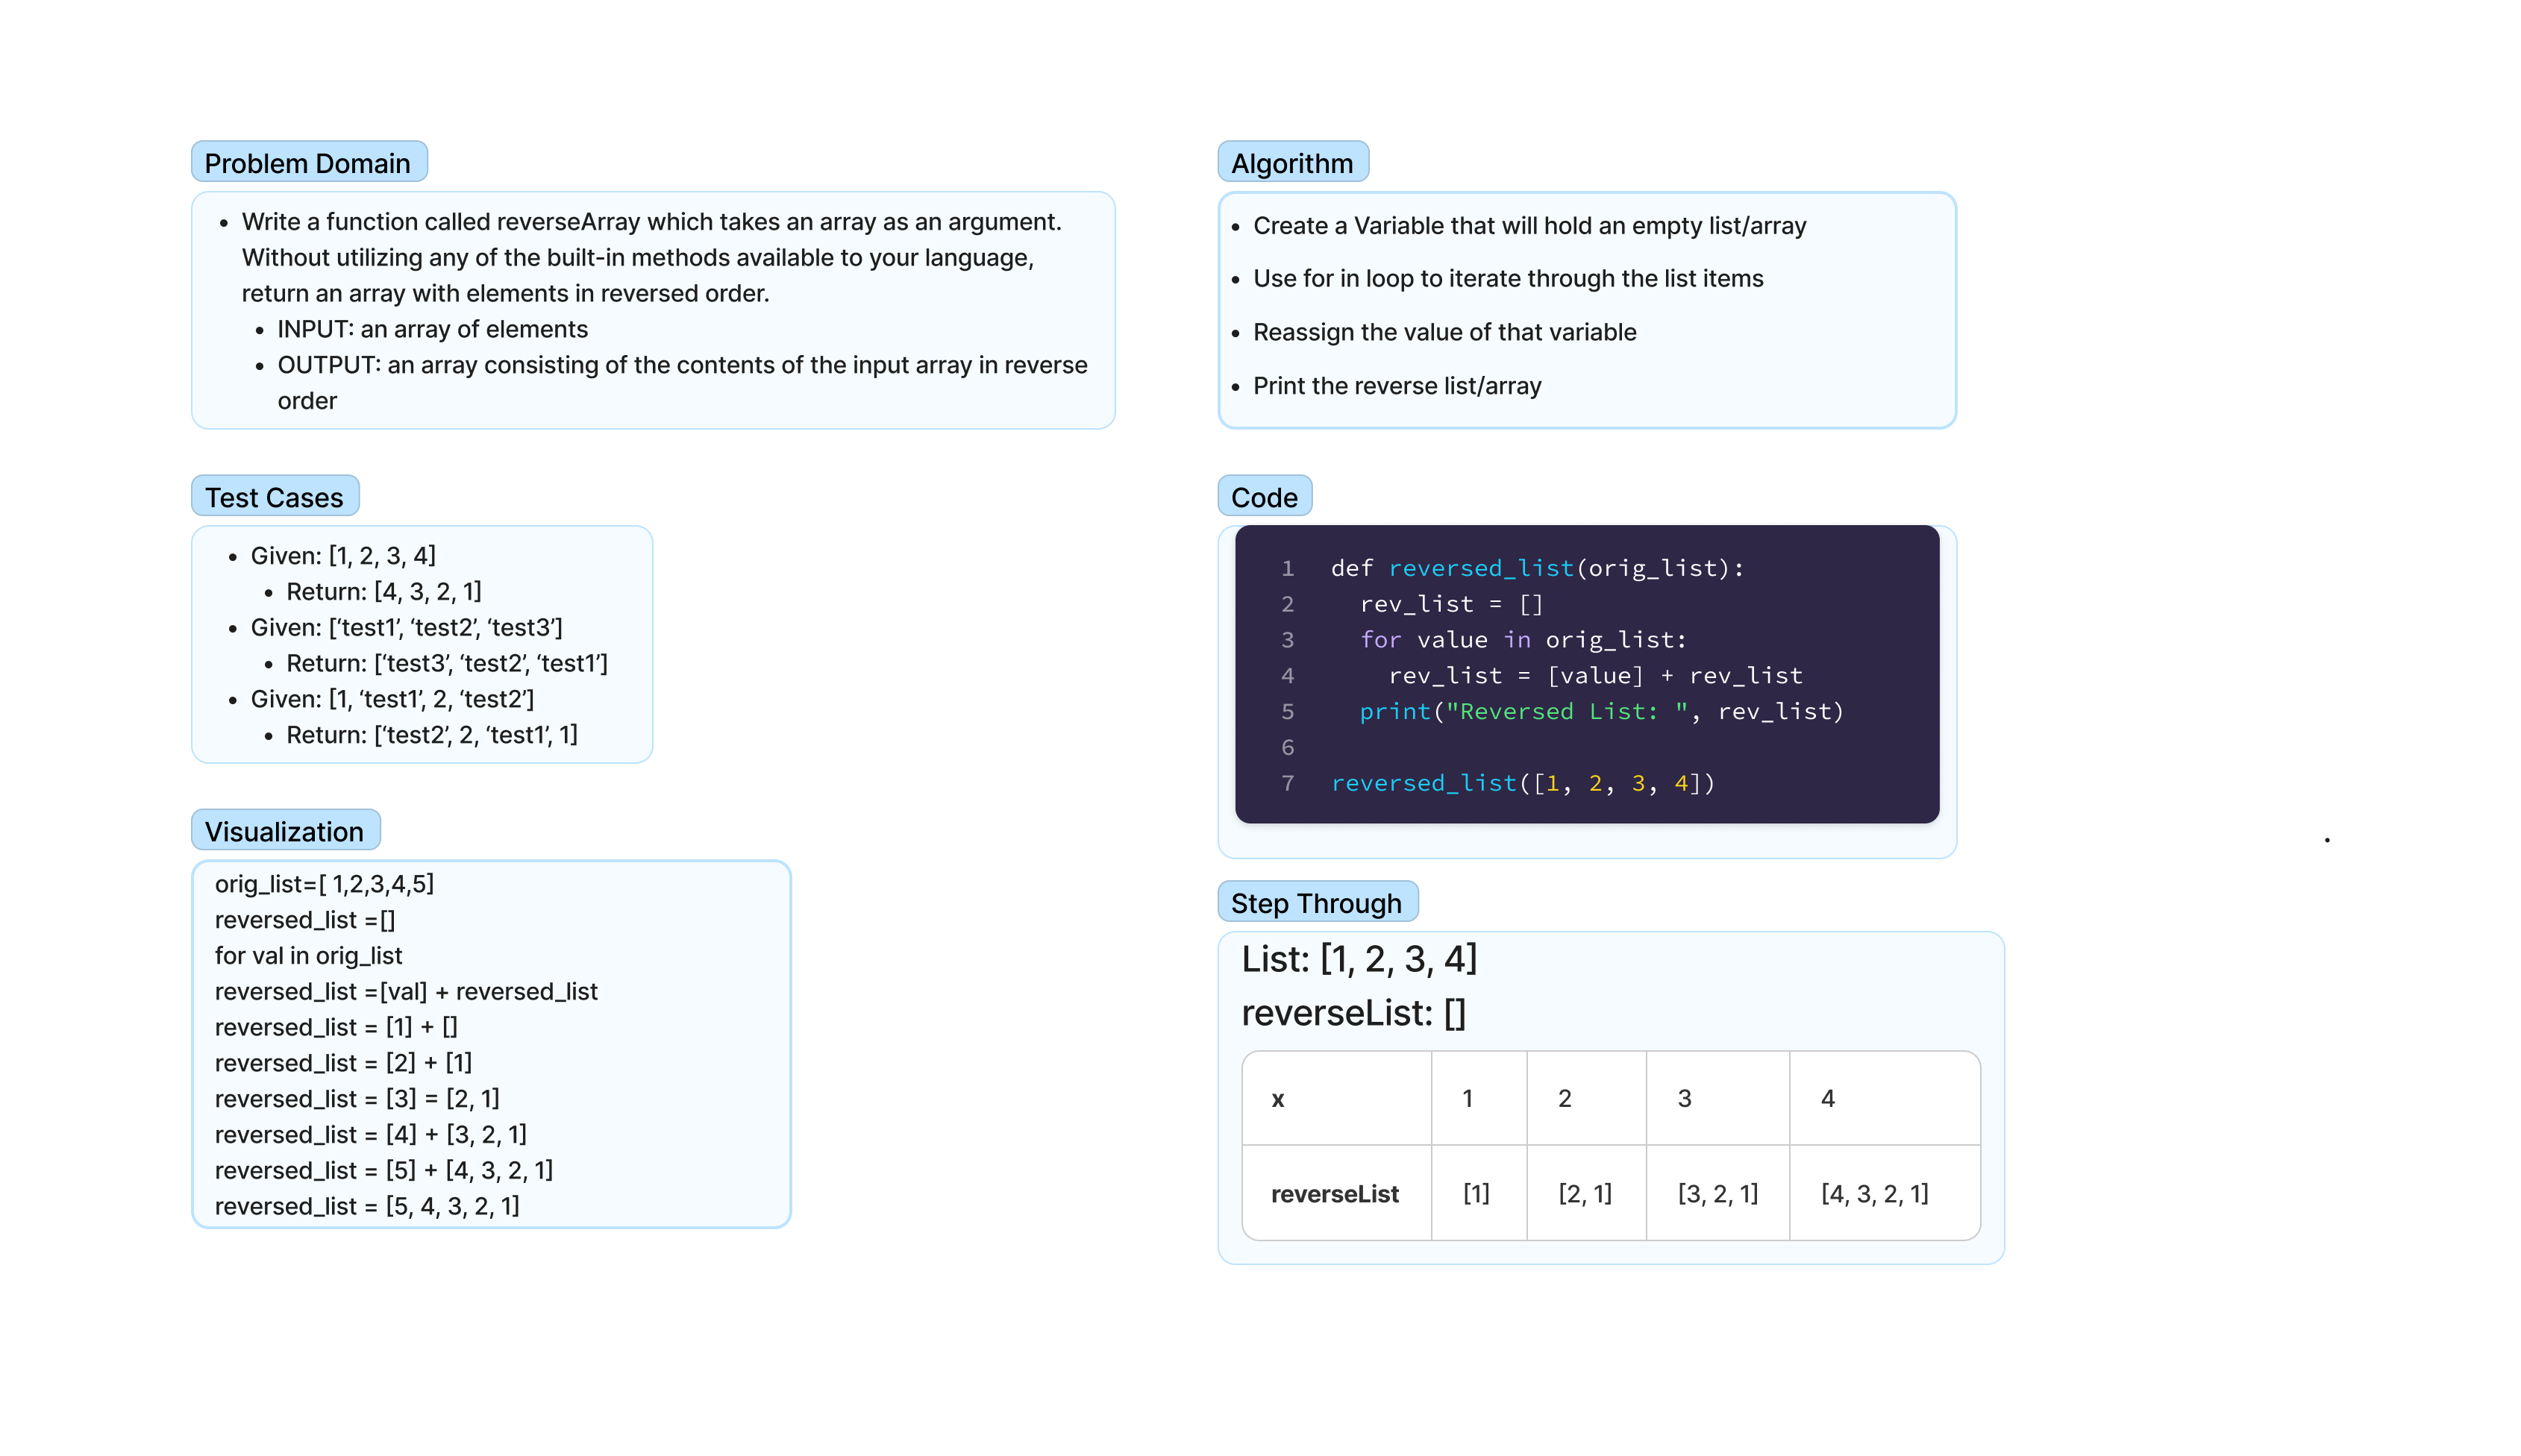 Problem Domain
• Write a function called reverseArray which takes an array as an argument.
Without utilizing any of the built-in methods available to your language,
return an array with elements in reversed order.
• INPUT: an array of elements
• OUTPUT: an array consisting of the contents of the input array in reverse
order
Test Cases
• Given: [1, 2, 3, 4]
• Return: [4, 3, 2, 1]
• Given: [‘test1’, ‘test2’, ‘test3’]
• Return: [‘test3’, ‘test2’, ‘test1’]
• Given: [1, ‘test1’, 2, ‘test2’]
• Return: [‘test2’, 2, ‘test1’, 1]
Visualization
orig_list=[ 1,2,3,4,5]
reversed_list =[]
for val in orig_list
reversed_list =[val] + reversed_list
reversed_list = [1] + []
reversed_list = [2] + [1]
reversed_list = [3] = [2, 1]
reversed_list = [4] + [3, 2, 1]
reversed_list = [5] + [4, 3, 2, 1]
reversed_list = [5, 4, 3, 2, 1]
Algorithm
• Create a Variable that will hold an empty list/array
• Use for in loop to iterate through the list items
• Reassign the value of that variable
• Print the reverse list/array
Code
1 def reversed_list(orig_list):
2 rev_list = []
3 for value in orig_list:
4 rev_list = [value] + rev_list
5 print("Reversed List: ", rev_list)
6
7 reversed_list([1, 2, 3, 4])
Step Through
List: [1, 2, 3, 4]
reverseList: []
x 1 2 3 4
reverseList [1] [2, 1] [3, 2, 1] [4, 3, 2, 1]
.